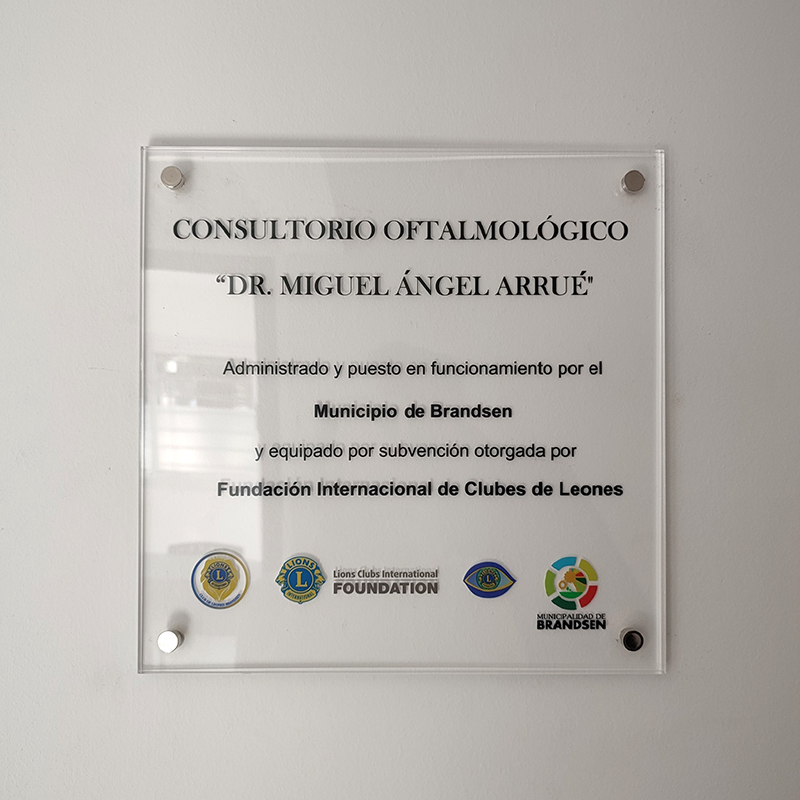 CONSULTORIO OFTALMOLÓGICO
“DR. MIGUEL ÁNGEL ARRUÉ"
Administrado y puesto en funcionamiento por el
Municipio de Brandsen
y equipado por subvención otorgada por
Fundación Internacional de Clubes de Leones
LIONS
L
INTERNATIONAL
Lions Clubs International
FOUNDATION
L
MUNICIPALIDAD DE
BRANDSEN